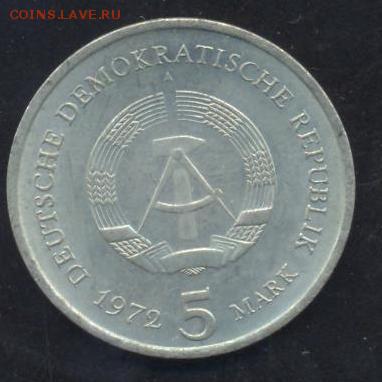 COINS.LAVE.RU
DEUTSCHE DEMOKRATISCHE REPUBLIK
A
1972 5 MARK